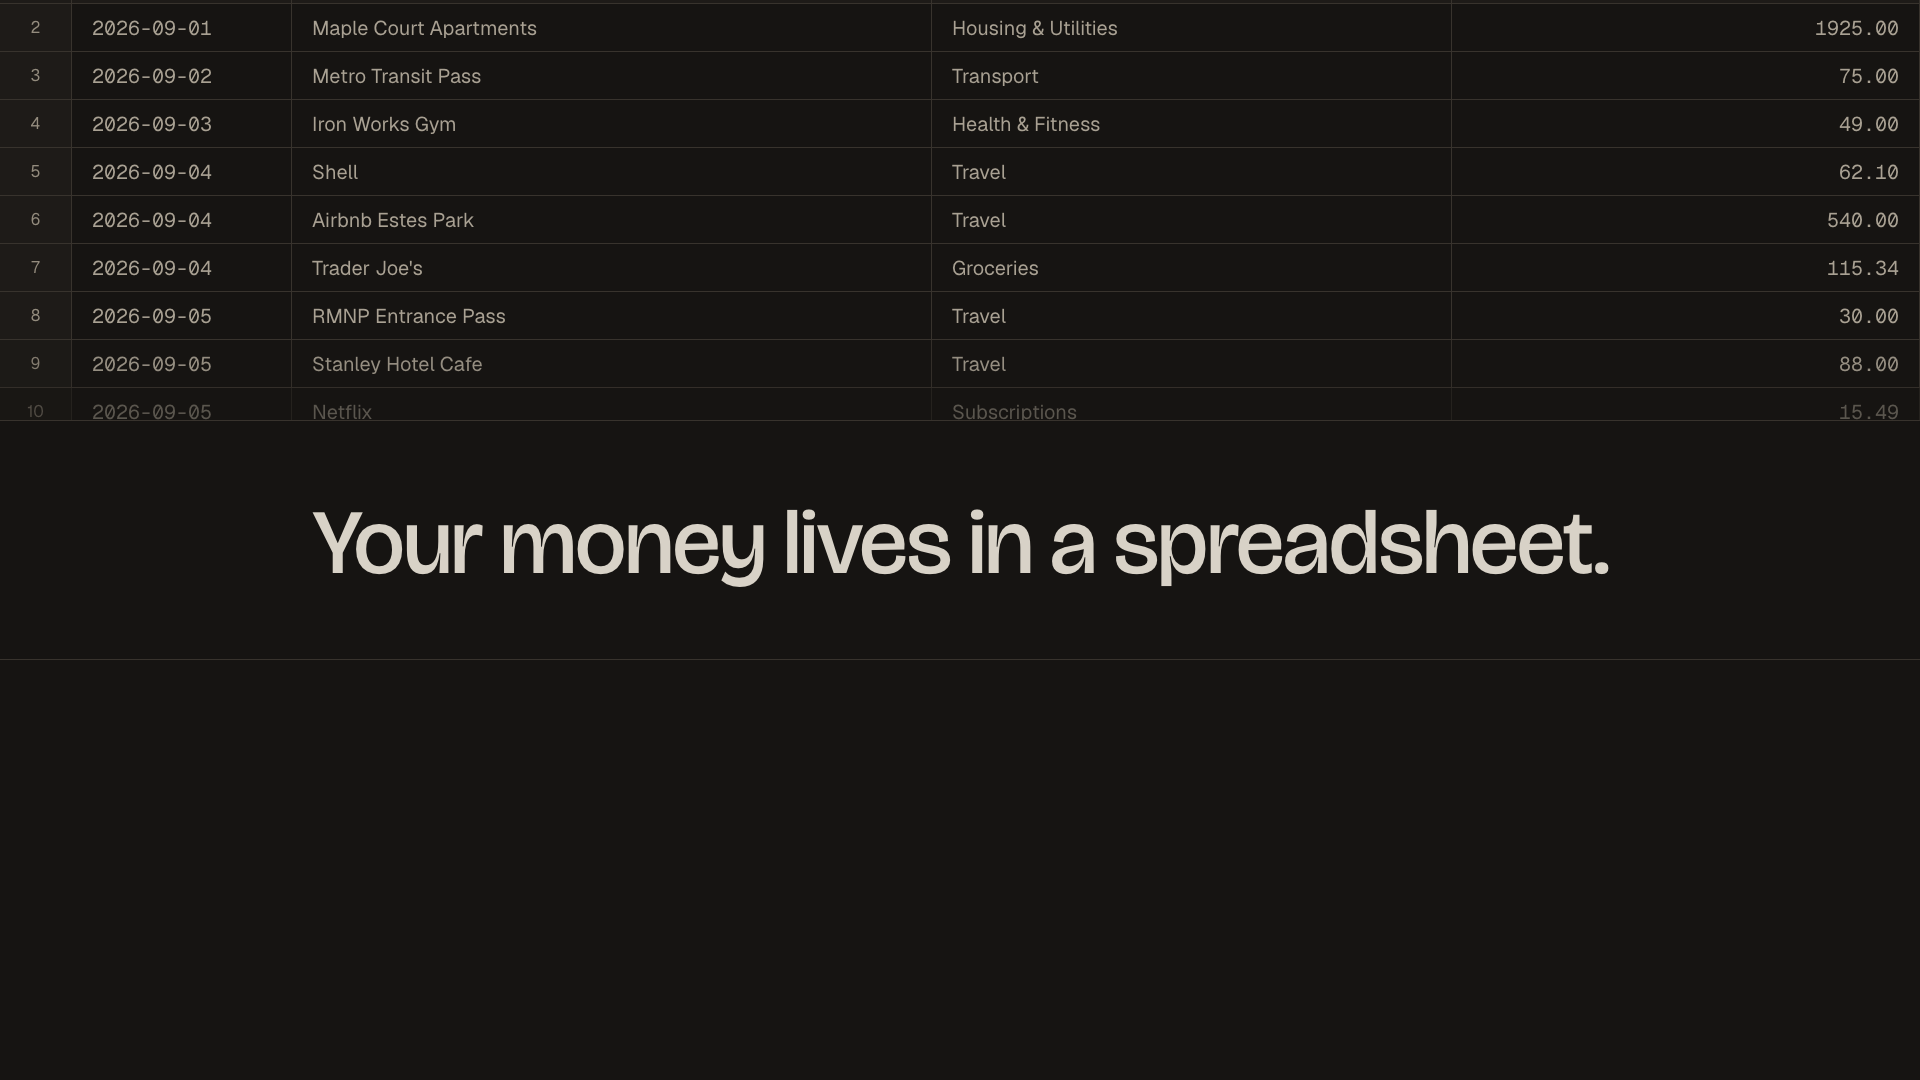 2 2026-09-01 Maple Court Apartments Housing & Utilities 1925.00
3 2026-09-02 Metro Transit Pass Transport 75.00
4 2026-09-03 Iron Works Gym Health & Fitness 49.00
5 2026-09-04 Shell Travel 62.10
6 2026-09-04 Airbnb Estes Park Travel 540.00
7 2026-09-04 Trader Joe's Groceries 115.34
8 2026-09-05 RMNP Entrance Pass Travel 30.00
9 2026-09-05 Stanley Hotel Cafe Travel 88.00
10 2026-09-05 Netflix Subscriptions 15.49
Your money lives in a spreadsheet.